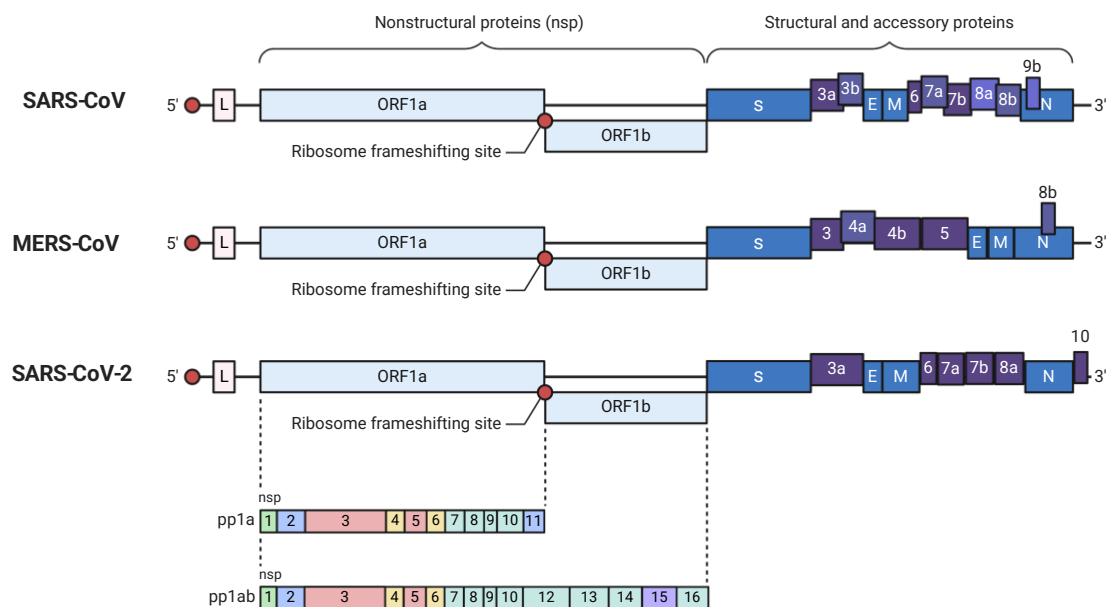 Nonstructural proteins (nsp)
Structural and accessory proteins
SARS-CoV
5'
L
ORF1a
ORF1b
Ribosome frameshifting site
S
3a
3b
E
M
6
7a
7b
8a
8b
9b
N
3'
MERS-CoV
5'
L
ORF1a
ORF1b
Ribosome frameshifting site
S
3
4a
4b
5
E
M
8b
N
3'
SARS-CoV-2
5'
L
ORF1a
ORF1b
Ribosome frameshifting site
S
3a
E
M
6
7a
7b
8a
N
10
3'
nsp
pp1a
1 2 3 4 5 6 7 8 9 10 11
nsp
pp1ab
1 2 3 4 5 6 7 8 9 10 12 13 14 15 16